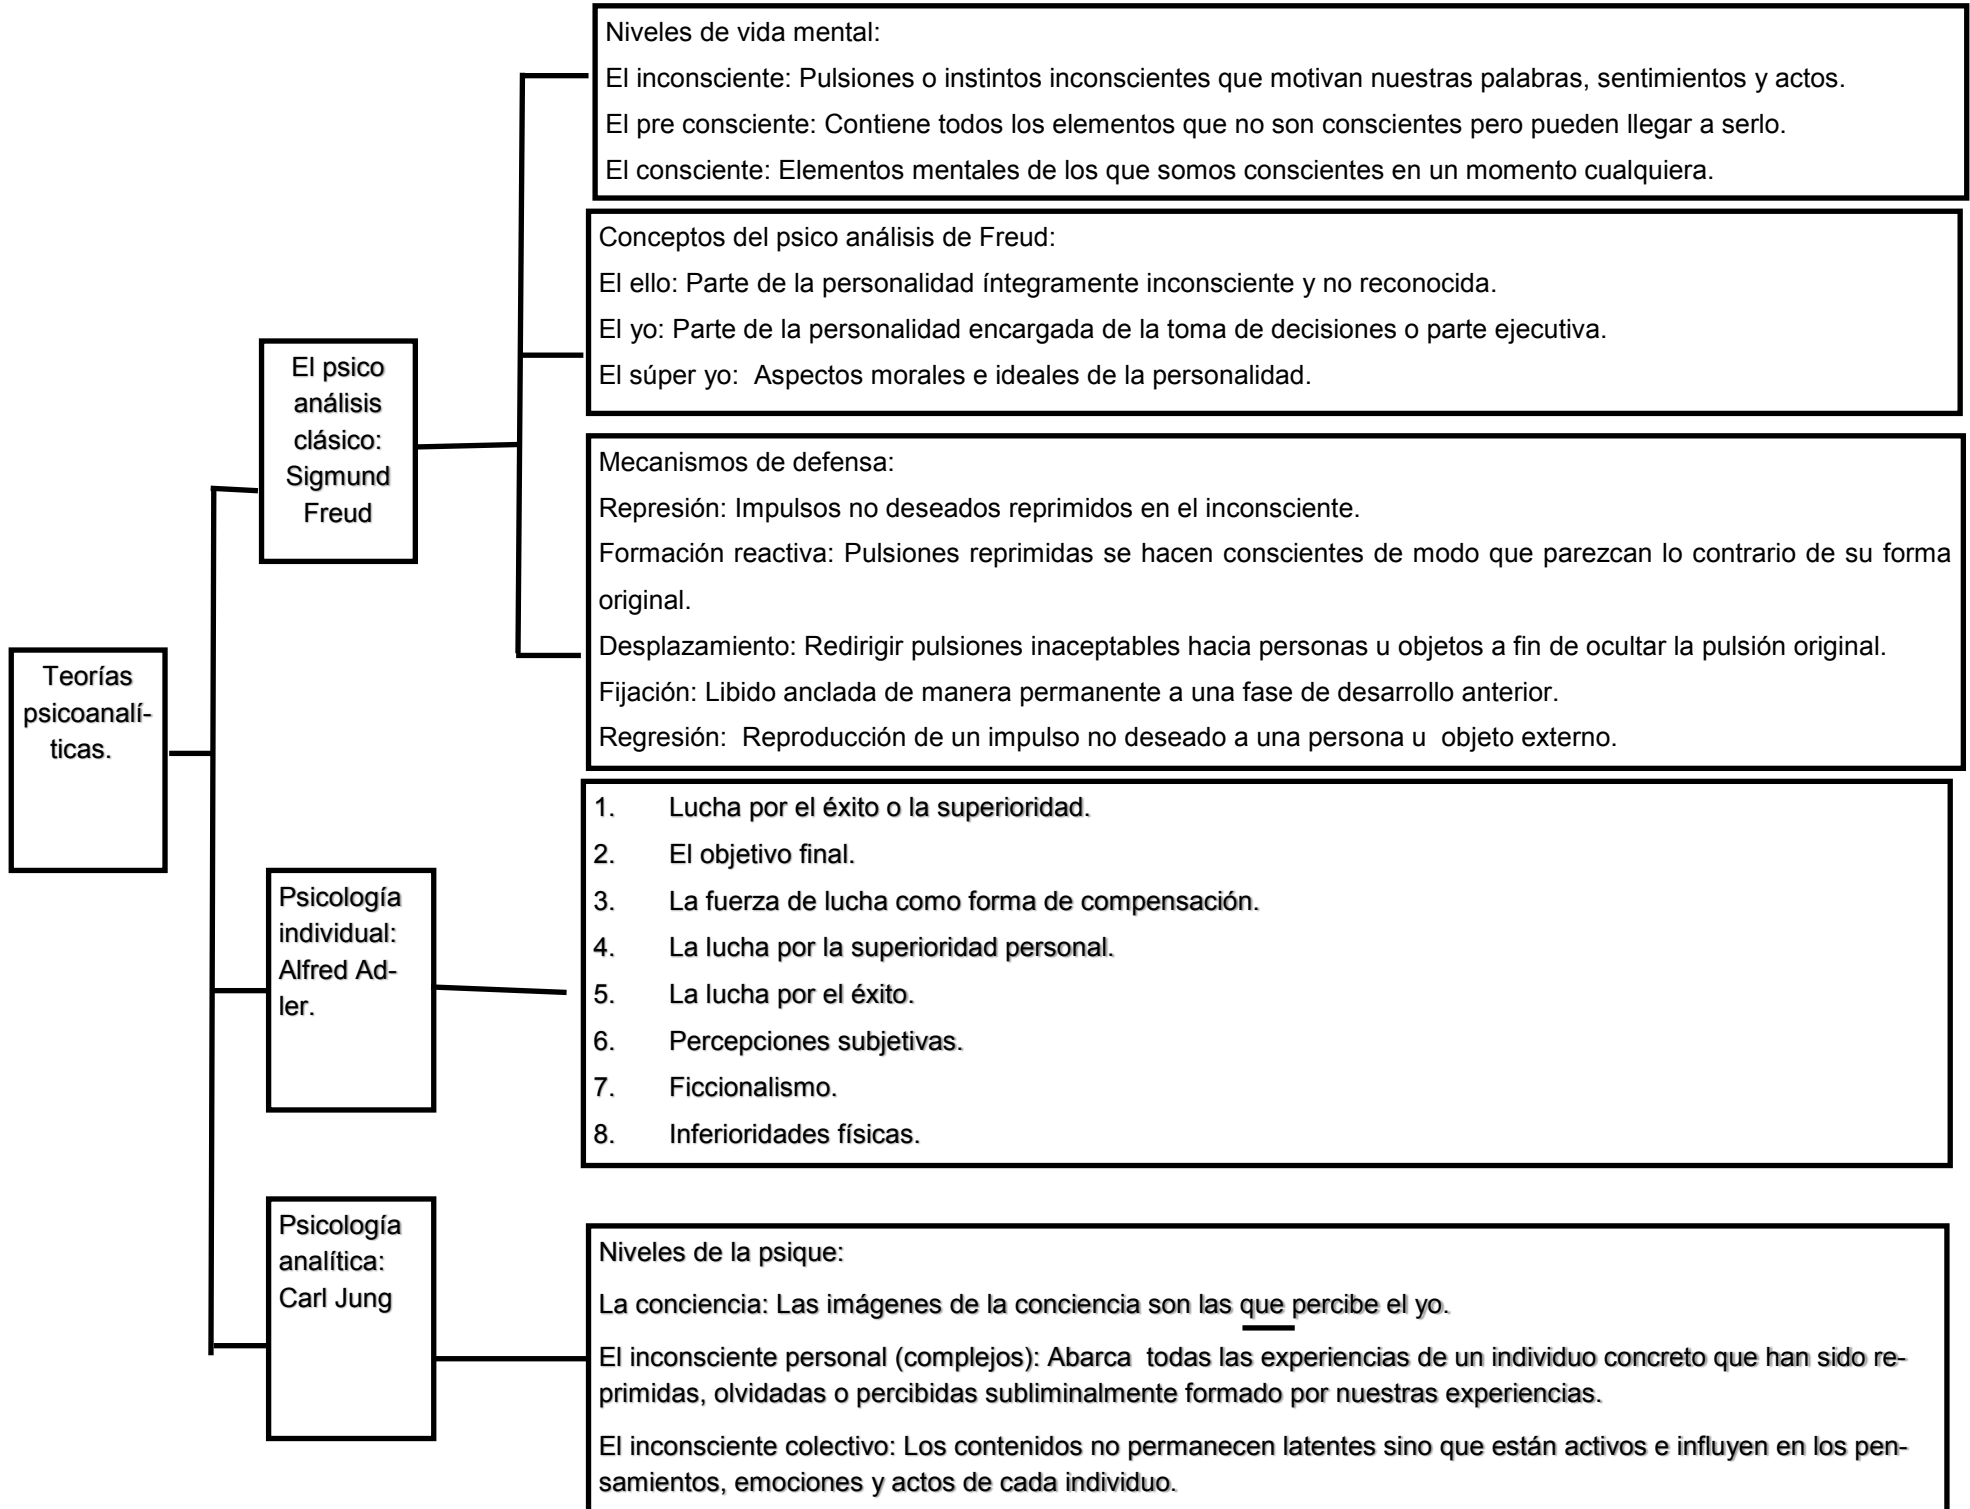 Teorías
psicoanalí-
ticas.
El psico
análisis
clásico:
Sigmund
Freud
Niveles de vida mental:
El inconsciente: Pulsiones o instintos inconscientes que motivan nuestras palabras, sentimientos y actos.
El pre consciente: Contiene todos los elementos que no son conscientes pero pueden llegar a serlo.
El consciente: Elementos mentales de los que somos conscientes en un momento cualquiera.
Conceptos del psico análisis de Freud:
El ello: Parte de la personalidad íntegramente inconsciente y no reconocida.
El yo: Parte de la personalidad encargada de la toma de decisiones o parte ejecutiva.
El súper yo:  Aspectos morales e ideales de la personalidad.
Mecanismos de defensa:
Represión: Impulsos no deseados reprimidos en el inconsciente.
Formación reactiva: Pulsiones reprimidas se hacen conscientes de modo que parezcan lo contrario de su forma
original.
Desplazamiento: Redirigir pulsiones inaceptables hacia personas u objetos a fin de ocultar la pulsión original.
Fijación: Libido anclada de manera permanente a una fase de desarrollo anterior.
Regresión:  Reproducción de un impulso no deseado a una persona u  objeto externo.
Psicología
individual:
Alfred Ad-
ler.
1. Lucha por el éxito o la superioridad.
2. El objetivo final.
3. La fuerza de lucha como forma de compensación.
4. La lucha por la superioridad personal.
5. La lucha por el éxito.
6. Percepciones subjetivas.
7. Ficcionalismo.
8. Inferioridades físicas.
Psicología
analítica:
Carl Jung
Niveles de la psique:
La conciencia: Las imágenes de la conciencia son las que percibe el yo.
El inconsciente personal (complejos): Abarca  todas las experiencias de un individuo concreto que han sido re-
primidas, olvidadas o percibidas subliminalmente formado por nuestras experiencias.
El inconsciente colectivo: Los contenidos no permanecen latentes sino que están activos e influyen en los pen-
samientos, emociones y actos de cada individuo.